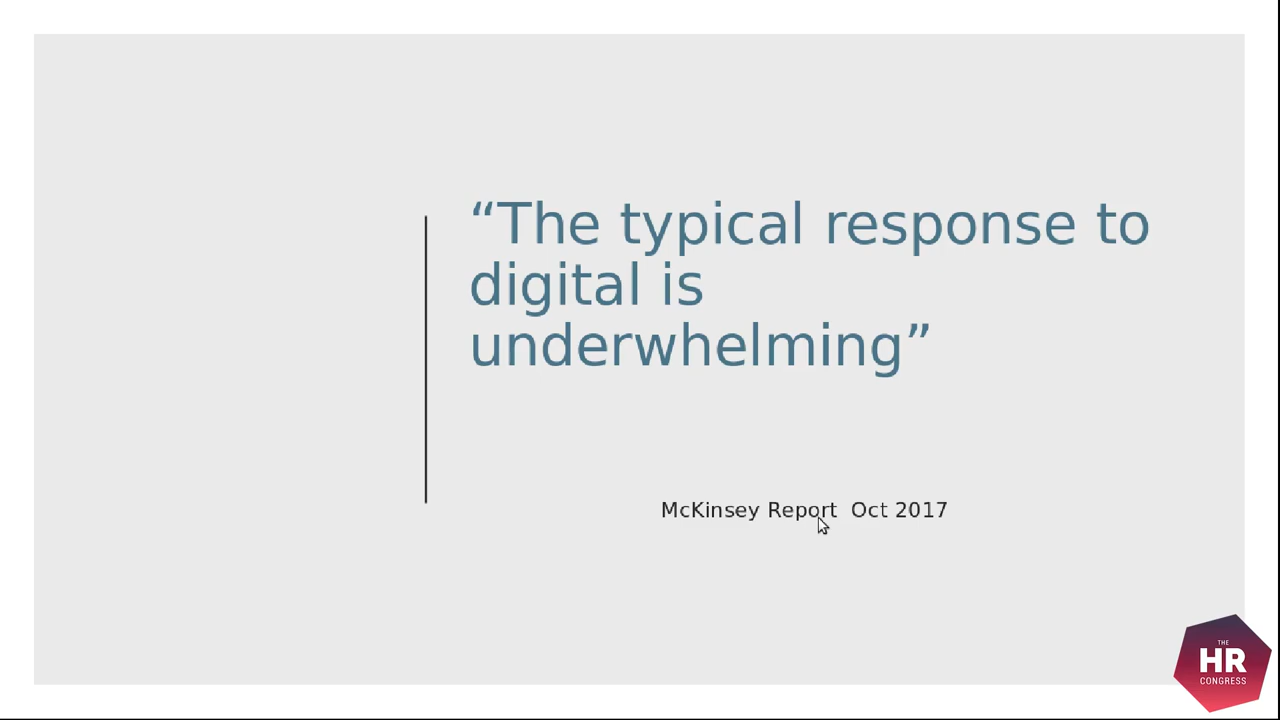 “The typical response to
digital is
underwhelming”
McKinsey Report  Oct 2017
THE
HR
CONGRESS